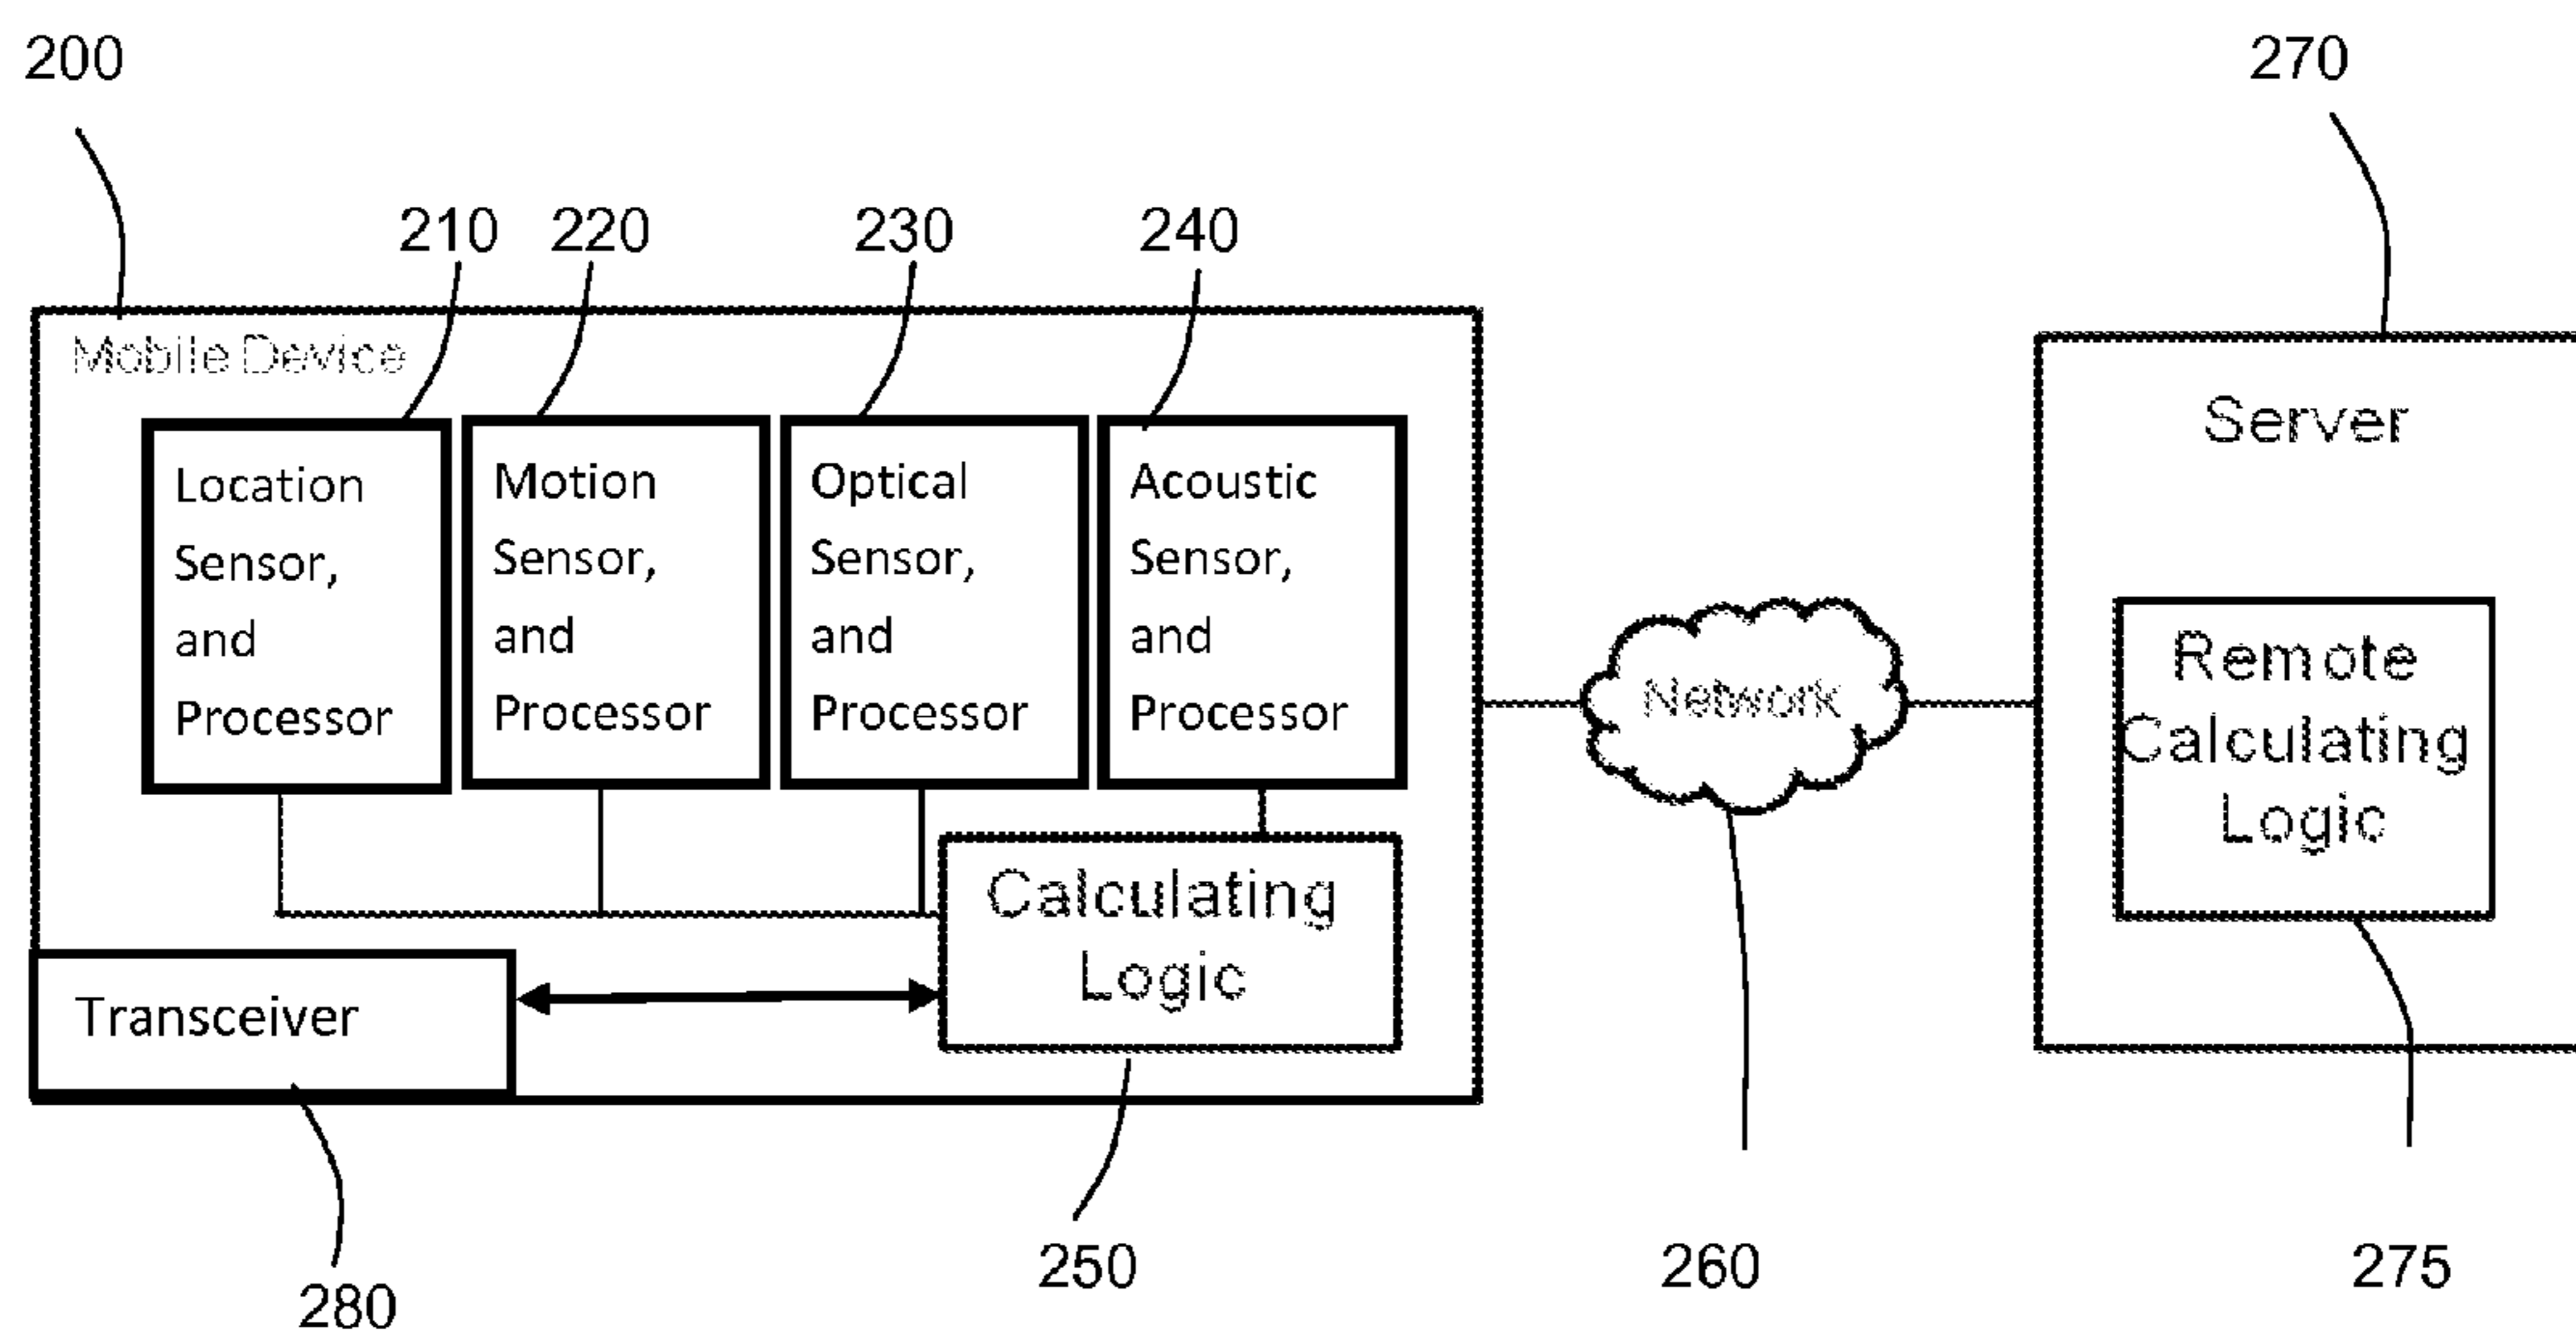 200
270
210 220 230 240
Mobile Device
Server
Location
Sensor,
and
Processor
Motion
Sensor,
and
Processor
Optical
Sensor,
and
Processor
Acoustic
Sensor,
and
Processor
Network
Remote
Calculating
Logic
Calculating
Logic
Transceiver
250
260
275
280